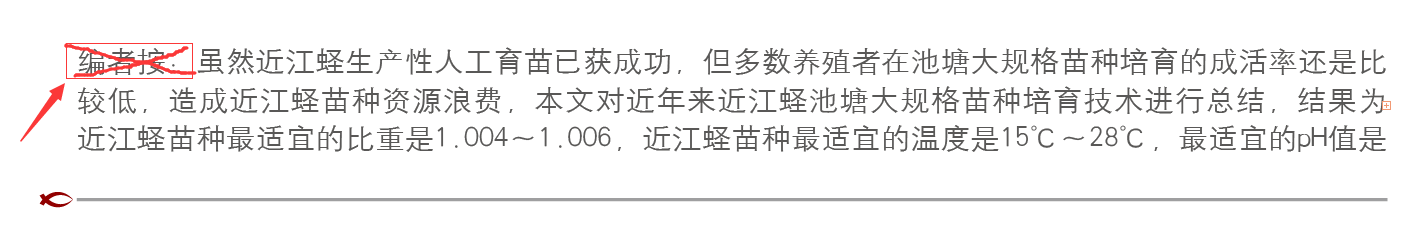 编者按：虽然近江蛏生产性人工育苗已获成功，但多数养殖者在池塘大规格苗种培育的成活率还是比
较低，造成近江蛏苗种资源浪费，本文对近年来近江蛏池塘大规格苗种培育技术进行总结，结果为
近江蛏苗种最适宜的比重是1.004～1.006，近江蛏苗种最适宜的温度是15℃～28℃，最适宜的pH值是